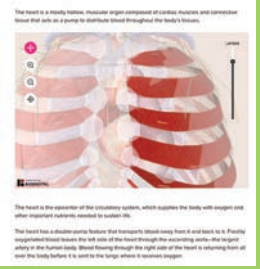 The heart is a mostly hollow, muscular organ composed of cardiac muscles and connective
tissue that acts as a pump to distribute blood throughout the body's tissues.
LAYERS
The heart is the epicenter of the circulatory system, which supplies the body with oxygen and
other important nutrients needed to sustain life.
The heart has a double-pump feature that transports blood away from it and back to it. Freshly
oxygenated blood leaves the left side of the heart through the ascending aorta—the largest
artery in the human body. Blood flowing through the right side of the heart is returning from all
over the body before it is sent to the lungs where it receives oxygen.